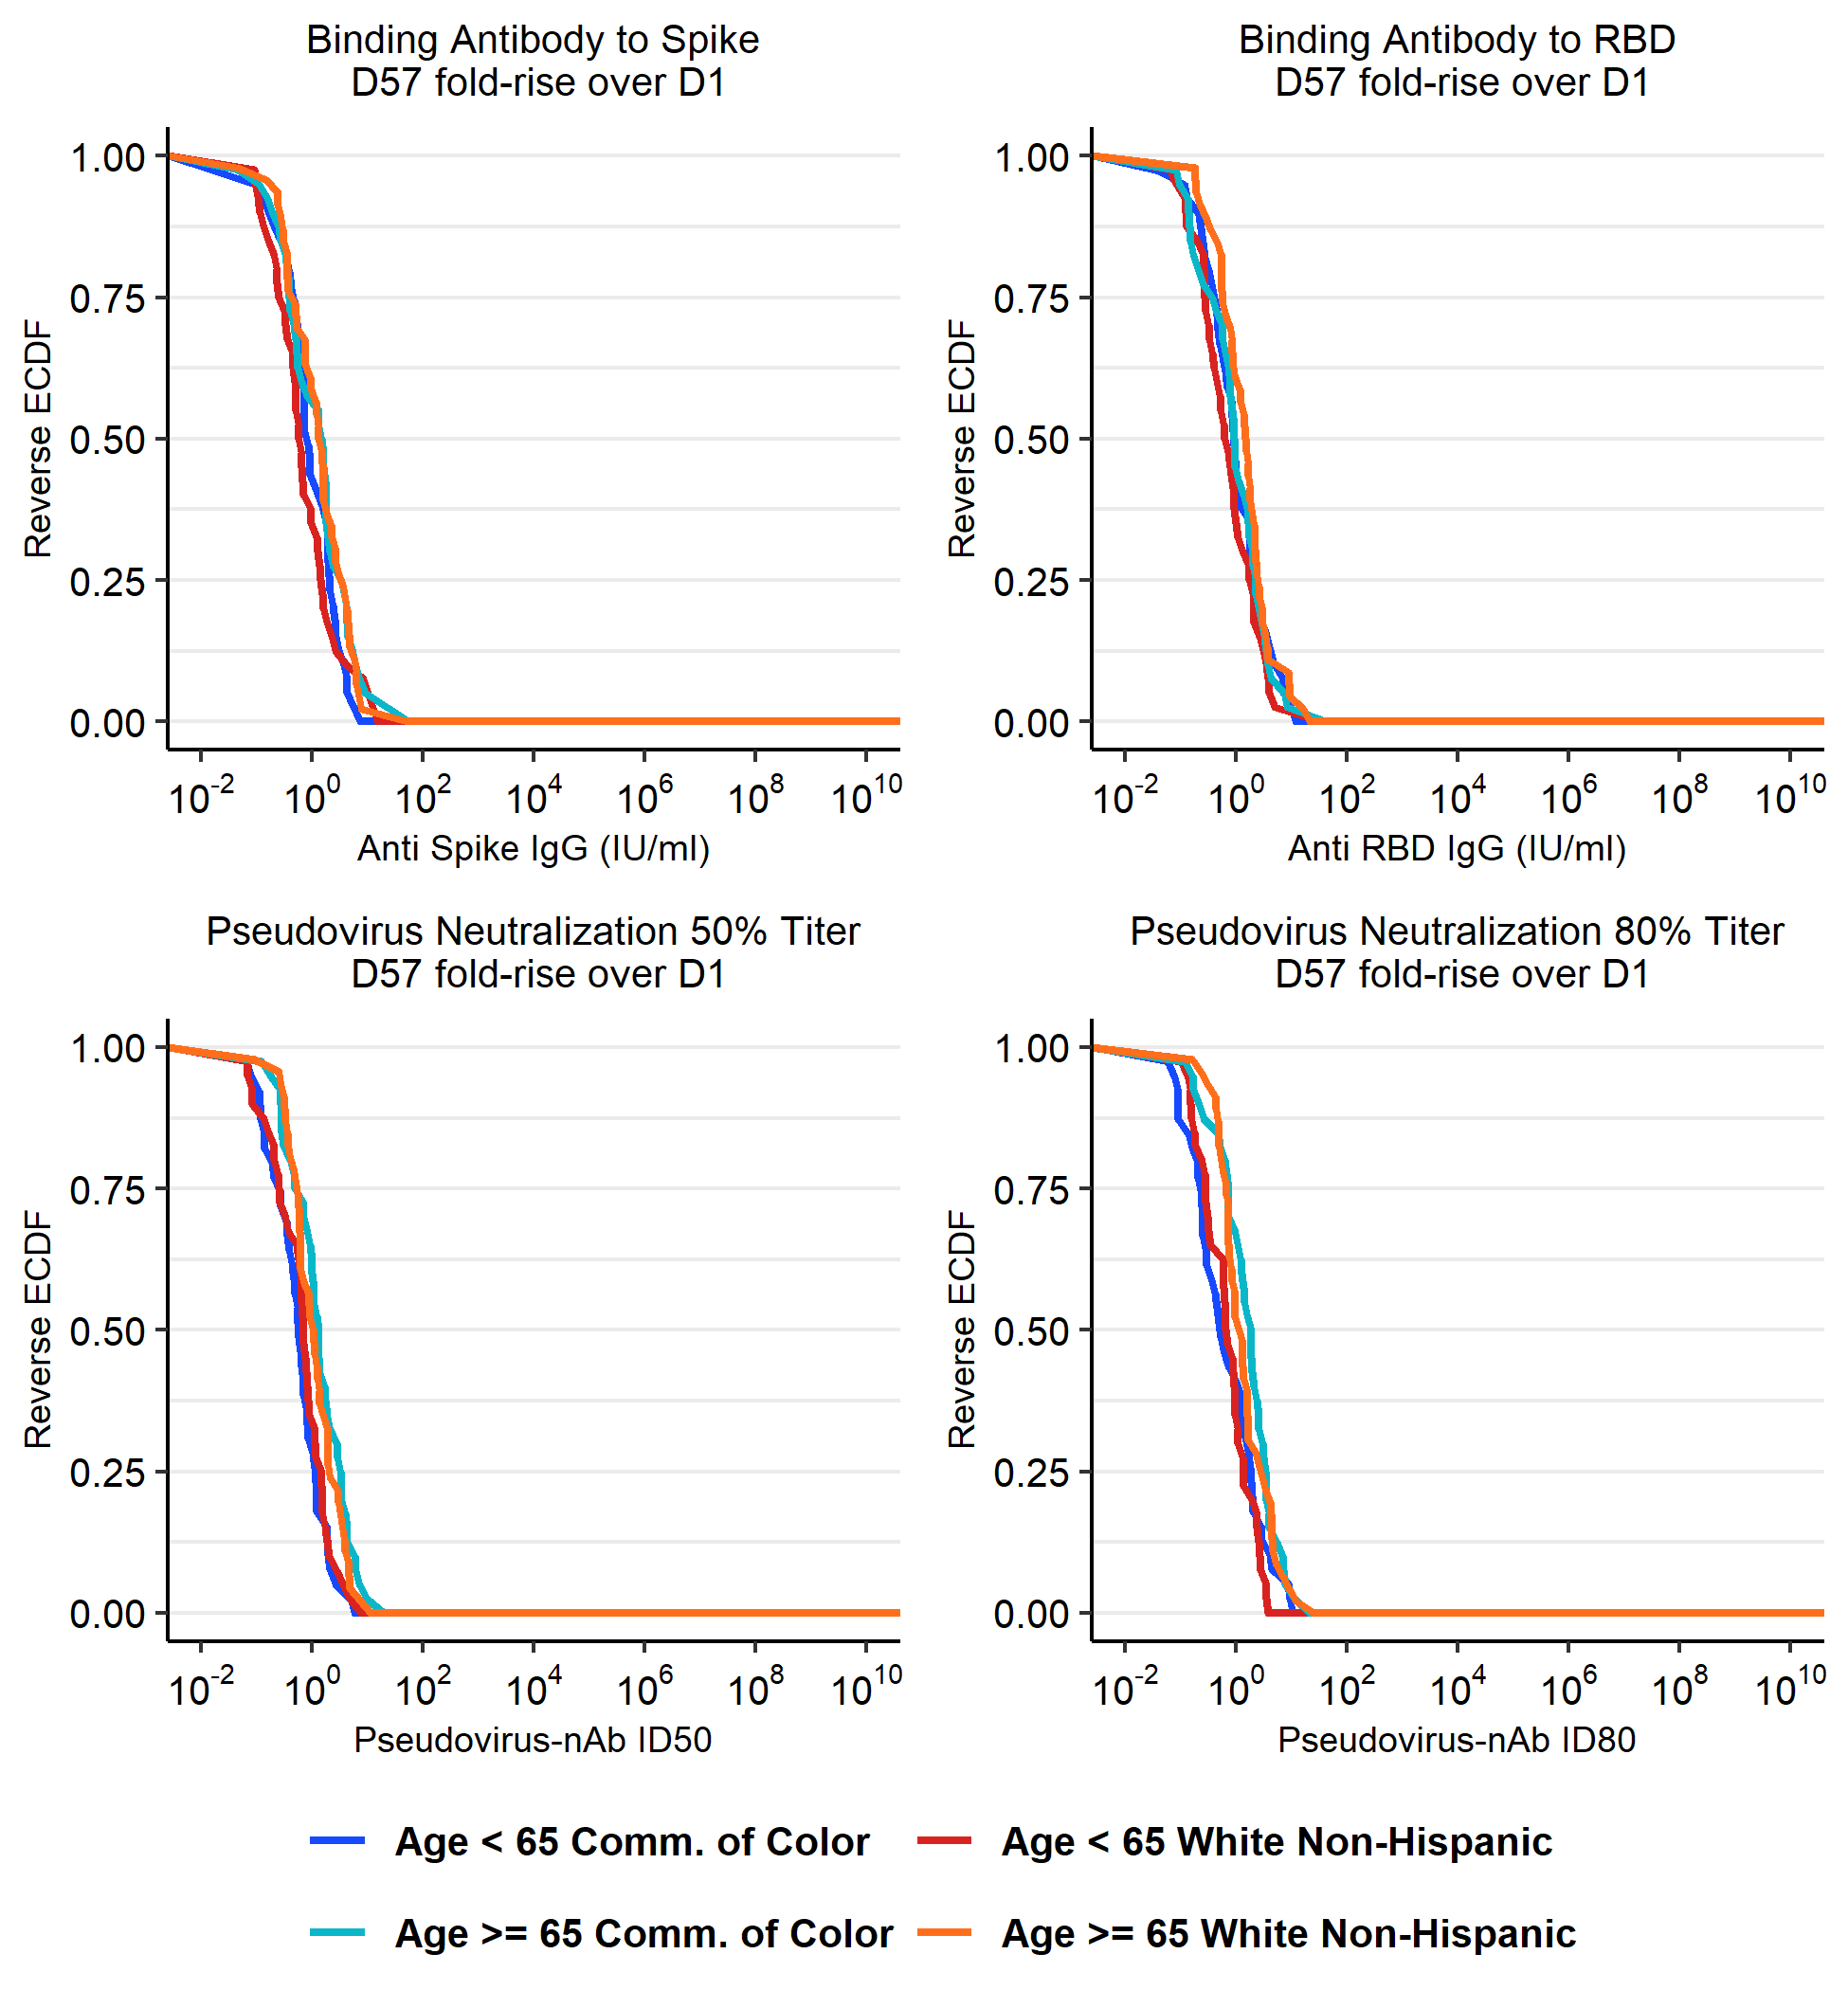 Binding Antibody to Spike
D57 fold-rise over D1
Reverse ECDF
1.00
0.75
0.50
0.25
0.00
10-2 100 102 104 106 108 1010
Anti Spike IgG (IU/ml)
Binding Antibody to RBD
D57 fold-rise over D1
Reverse ECDF
1.00
0.75
0.50
0.25
0.00
10-2 100 102 104 106 108 1010
Anti RBD IgG (IU/ml)
Pseudovirus Neutralization 50% Titer
D57 fold-rise over D1
Reverse ECDF
1.00
0.75
0.50
0.25
0.00
10-2 100 102 104 106 108 1010
Pseudovirus-nAb ID50
Pseudovirus Neutralization 80% Titer
D57 fold-rise over D1
Reverse ECDF
1.00
0.75
0.50
0.25
0.00
10-2 100 102 104 106 108 1010
Pseudovirus-nAb ID80
Age < 65 Comm. of Color
Age < 65 White Non-Hispanic
Age >= 65 Comm. of Color
Age >= 65 White Non-Hispanic